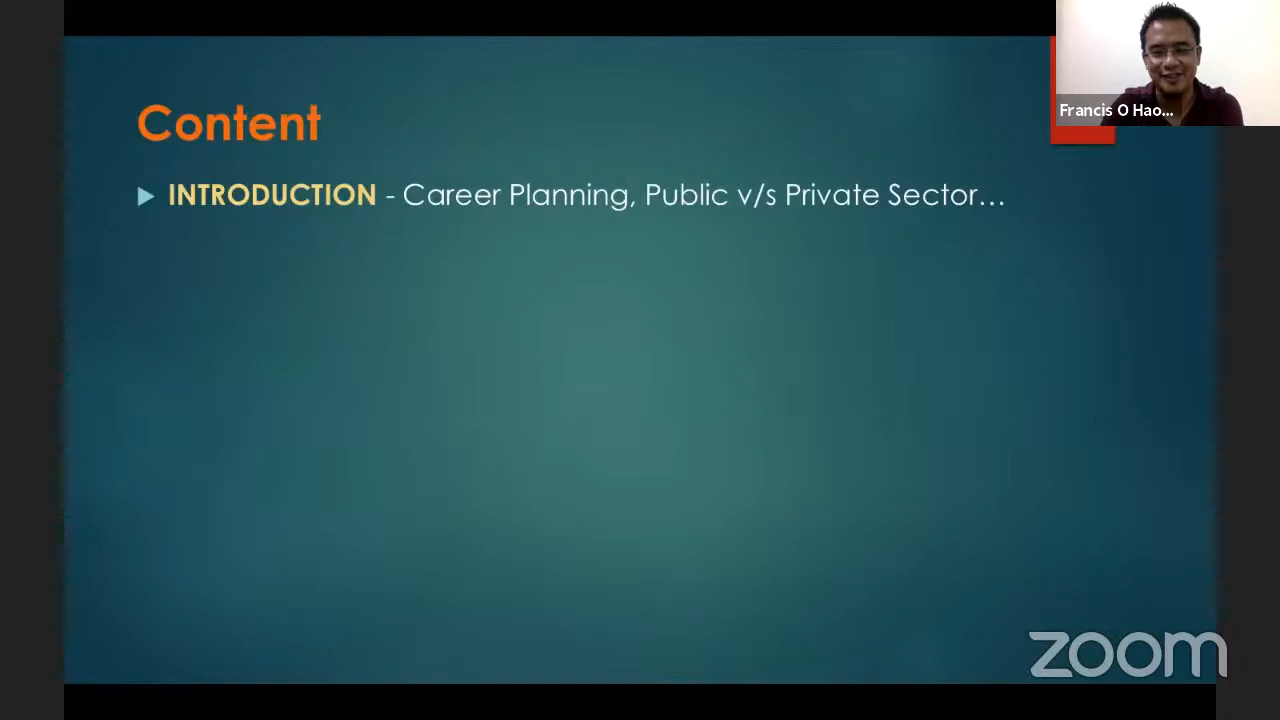 Content
INTRODUCTION - Career Planning, Public v/s Private Sector…
Francis O Hao...
zoom